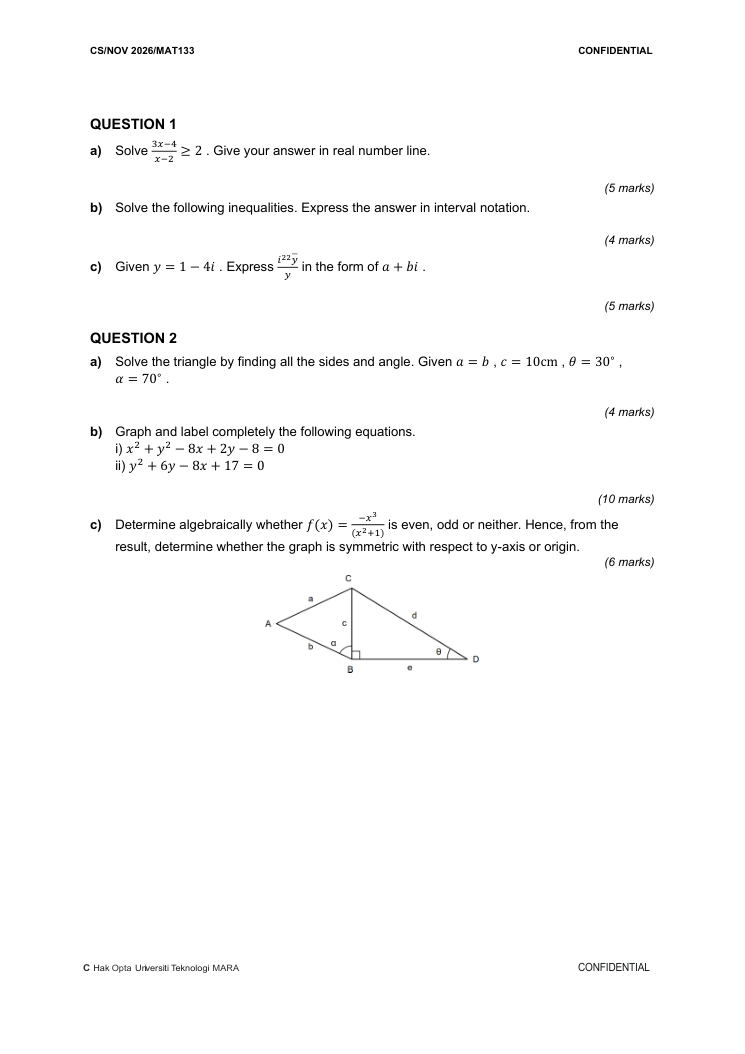 CS/NOV 2026/MAT133 CONFIDENTIAL
QUESTION 1
a) Solve (3x−4)/(x−2) ≥ 2 . Give your answer in real number line.
(5 marks)
b) Solve the following inequalities. Express the answer in interval notation.
(4 marks)
c) Given y = 1 − 4i . Express (i²²ȳ)/y in the form of a + bi .
(5 marks)
QUESTION 2
a) Solve the triangle by finding all the sides and angle. Given a = b , c = 10cm , θ = 30° ,
α = 70° .
(4 marks)
b) Graph and label completely the following equations.
i) x² + y² − 8x + 2y − 8 = 0
ii) y² + 6y − 8x + 17 = 0
(10 marks)
c) Determine algebraically whether f(x) = −x³/(x²+1) is even, odd or neither. Hence, from the
result, determine whether the graph is symmetric with respect to y-axis or origin.
(6 marks)
C
a
d
A
c
b
α
θ
D
B
e
C Hak Opta Universiti Teknologi MARA CONFIDENTIAL